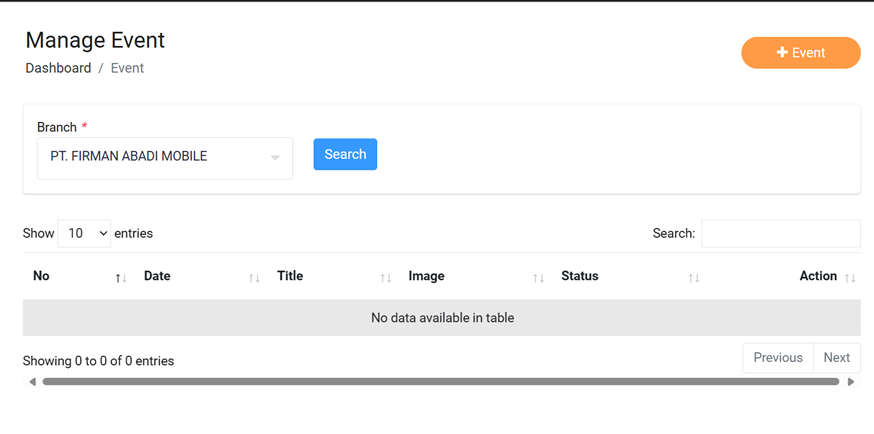 Manage Event
Dashboard / Event
+ Event
Branch *
PT. FIRMAN ABADI MOBILE
Search
Show 10 entries
Search:
No Date Title Image Status Action
No data available in table
Showing 0 to 0 of 0 entries
Previous Next